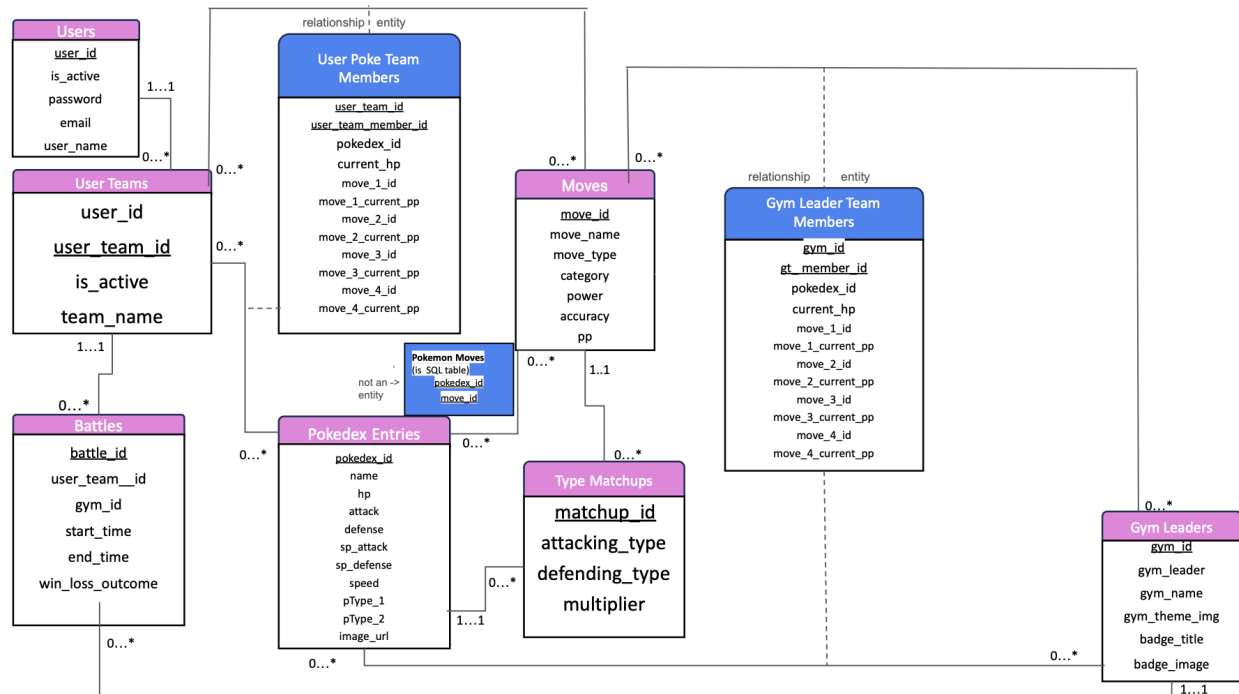 relationship entity
Users
user_id
is_active
password
email
user_name
1...1
0...*
User Poke Team
Members
user_team_id
user_team_member_id
pokedex_id
current_hp
move_1_id
move_1_current_pp
move_2_id
move_2_current_pp
move_3_id
move_3_current_pp
move_4_id
move_4_current_pp
0...*
0...*
0...*
Moves
move_id
move_name
move_type
category
power
accuracy
pp
0...*
1..1
relationship entity
Gym Leader Team
Members
gym_id
gt_ member_id
pokedex_id
current_hp
move_1_id
move_1_current_pp
move_2_id
move_2_current_pp
move_3_id
move_3_current_pp
move_4_id
move_4_current_pp
User Teams
user_id
user_team_id
is_active
team_name
0...*
1...1
0...*
Pokemon Moves
(is SQL table)
pokedex_id
move_id
not an ->
entity
Battles
battle_id
user_team__id
gym_id
start_time
end_time
win_loss_outcome
0...*
Pokedex Entries
pokedex_id
name
hp
attack
defense
sp_attack
sp_defense
speed
pType_1
pType_2
image_url
0...*
0...*
1...1
0...*
0...*
Type Matchups
matchup_id
attacking_type
defending_type
multiplier
0...*
0...*
Gym Leaders
gym_id
gym_leader
gym_name
gym_theme_img
badge_title
badge_image
0...*
1...1